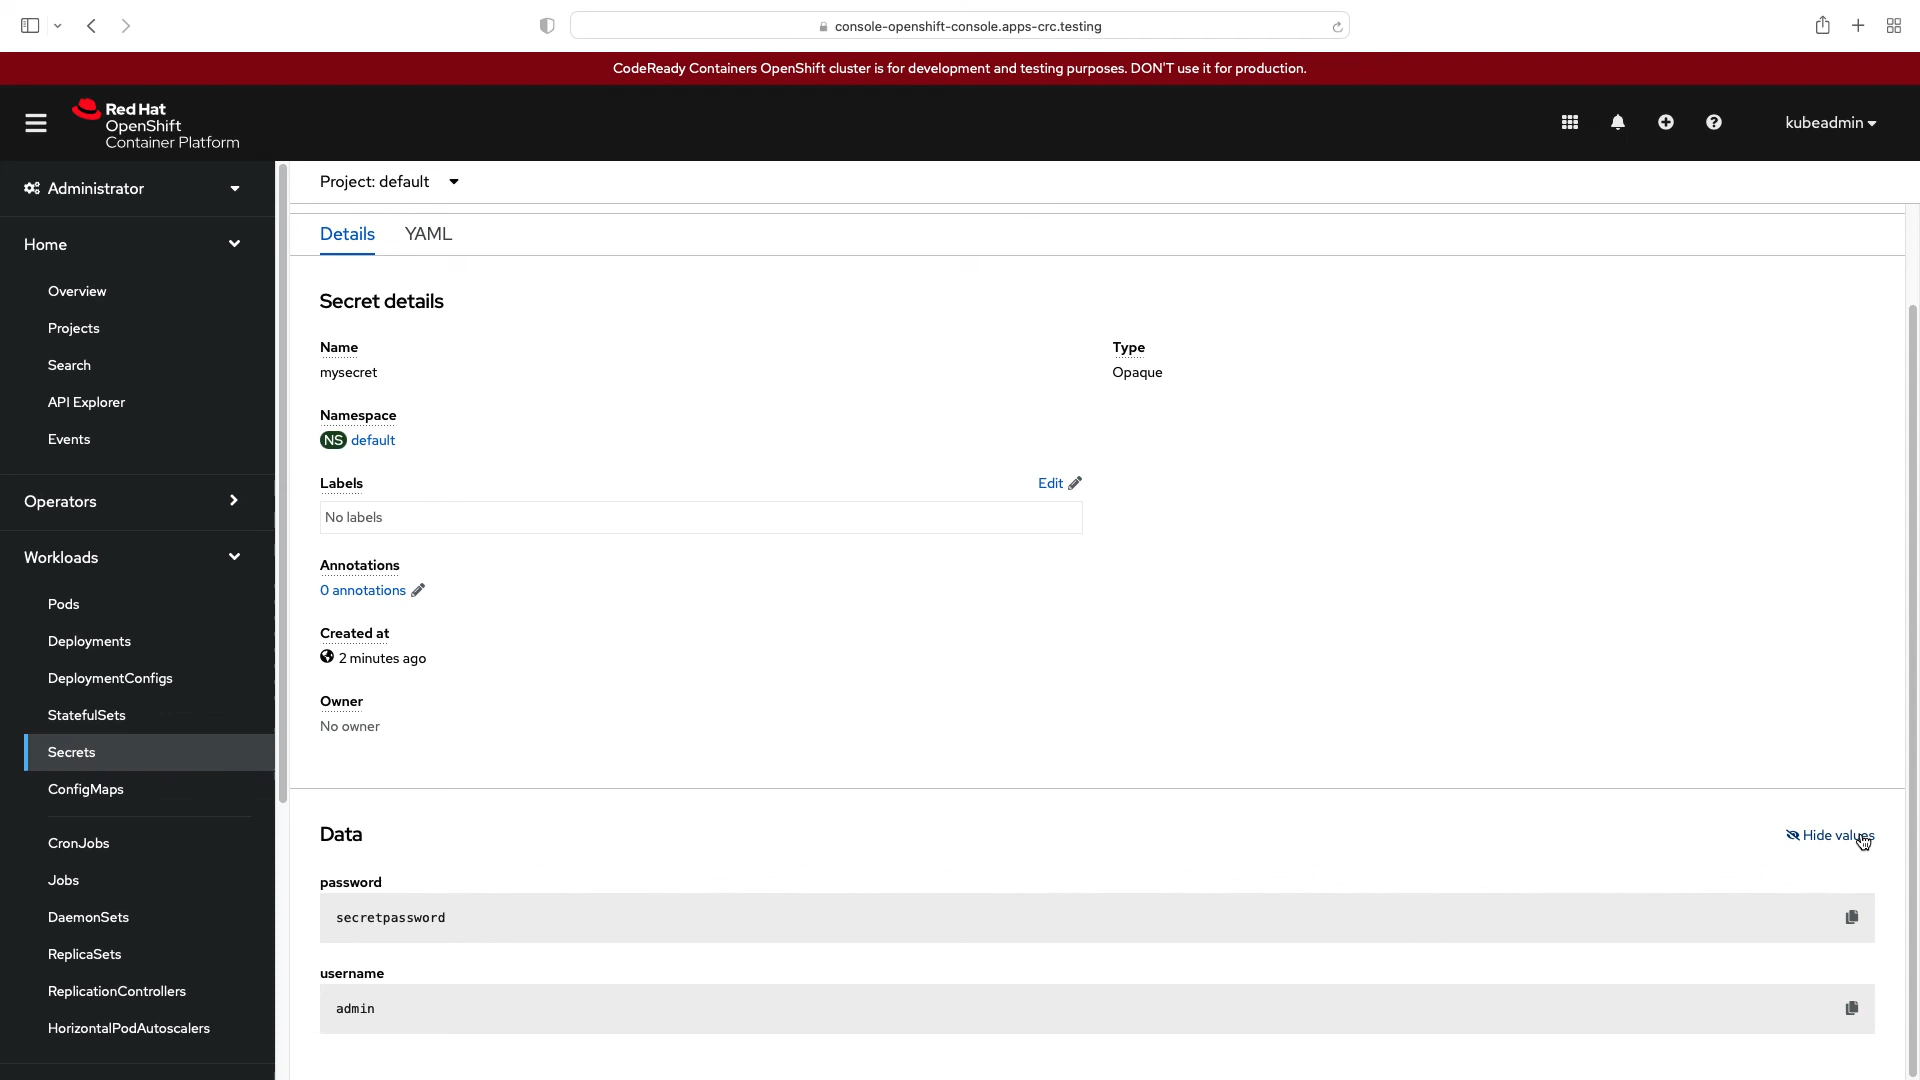 console-openshift-console.apps-crc.testing
CodeReady Containers OpenShift cluster is for development and testing purposes. DON'T use it for production.
Red Hat
OpenShift
Container Platform
kubeadmin
Administrator
Home
Overview
Projects
Search
API Explorer
Events
Operators
Workloads
Pods
Deployments
DeploymentConfigs
StatefulSets
Secrets
ConfigMaps
CronJobs
Jobs
DaemonSets
ReplicaSets
ReplicationControllers
HorizontalPodAutoscalers
Project: default
Details YAML
Secret details
Name
mysecret
Type
Opaque
Namespace
NS default
Labels
Edit
No labels
Annotations
0 annotations
Created at
2 minutes ago
Owner
No owner
Data
Hide values
password
secretpassword
username
admin